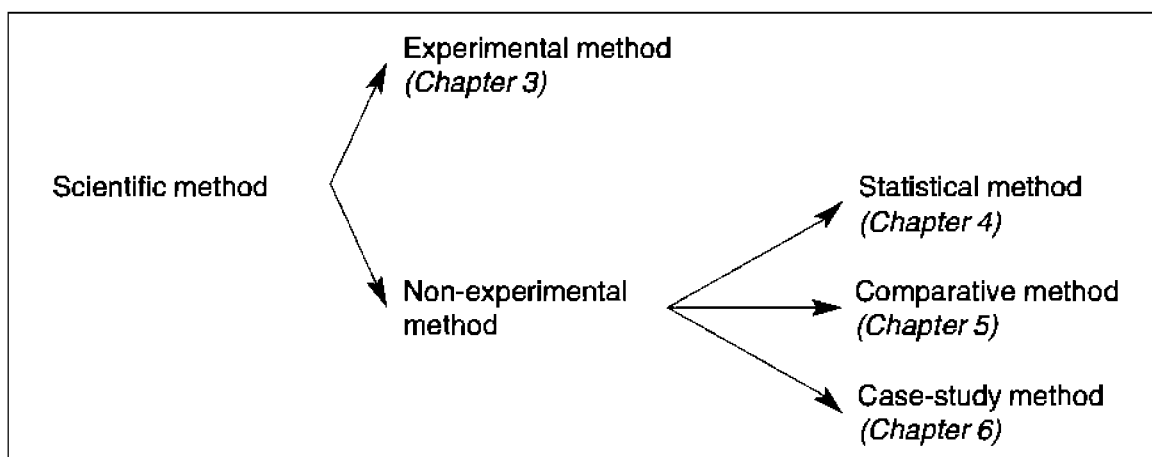 Experimental method
(Chapter 3)
Scientific method
Statistical method
(Chapter 4)
Non-experimental
method
Comparative method
(Chapter 5)
Case-study method
(Chapter 6)